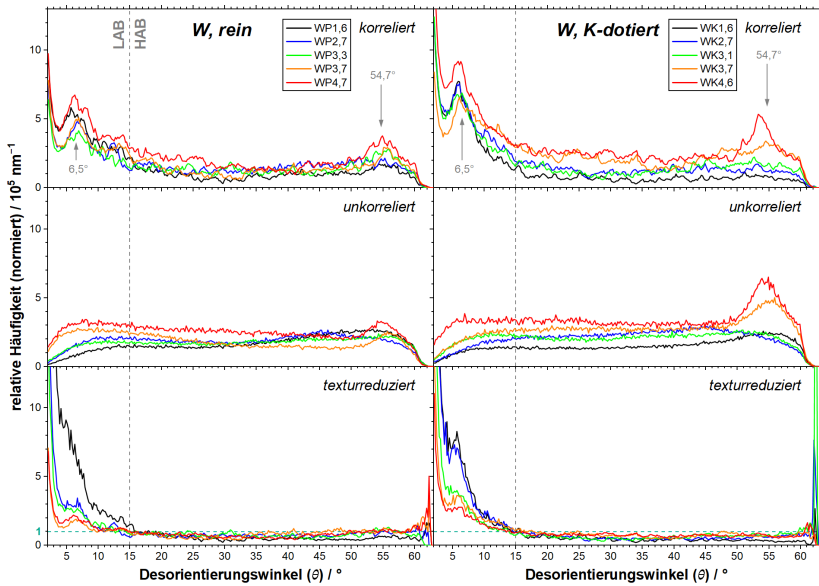 W, rein
korreliert
LAB
HAB
WP1,6
WP2,7
WP3,3
WP3,7
WP4,7
54,7°
6,5°
W, K-dotiert
korreliert
WK1,6
WK2,7
WK3,1
WK3,7
WK4,6
54,7°
6,5°
10
5
0
unkorreliert
unkorreliert
10
5
0
texturreduziert
texturreduziert
10
5
1
0
relative Häufigkeit (normiert) / 10⁵ nm⁻¹
5 10 15 20 25 30 35 40 45 50 55 60
5 10 15 20 25 30 35 40 45 50 55 60
Desorientierungswinkel (ϑ) / °
Desorientierungswinkel (ϑ) / °